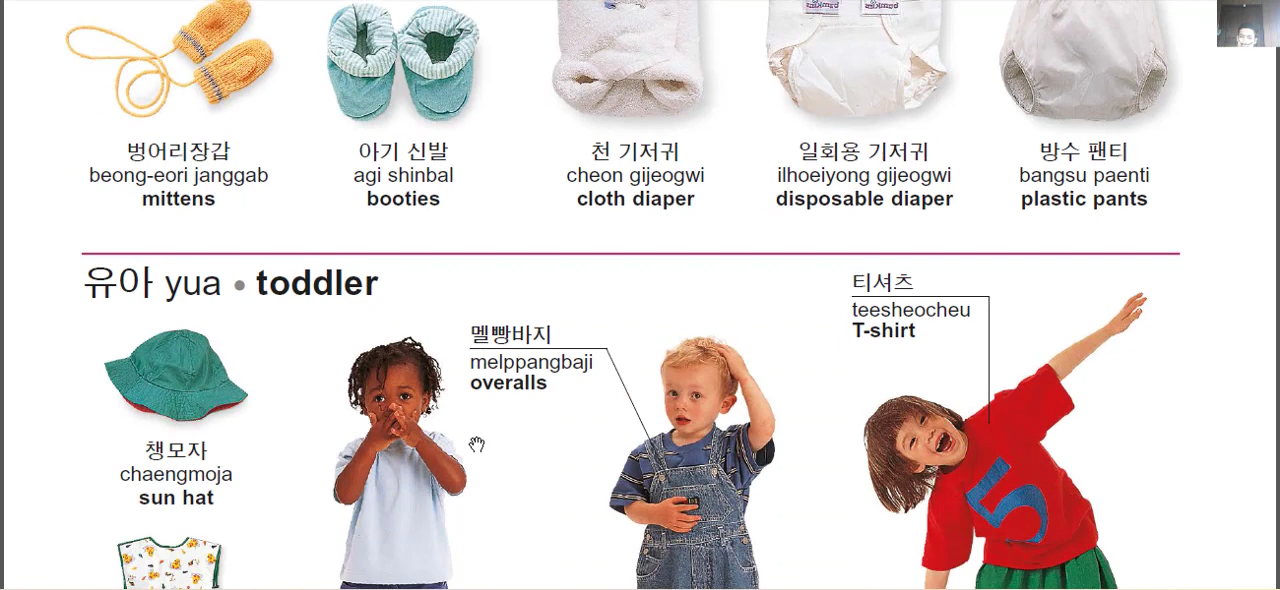 벙어리장갑
beong-eori janggab
mittens
아기 신발
agi shinbal
booties
천 기저귀
cheon gijeogwi
cloth diaper
일회용 기저귀
ilhoeiyong gijeogwi
disposable diaper
방수 팬티
bangsu paenti
plastic pants
유아 yua • toddler
챙모자
chaengmoja
sun hat
멜빵바지
melppangbaji
overalls
티셔츠
teesheocheu
T-shirt
5